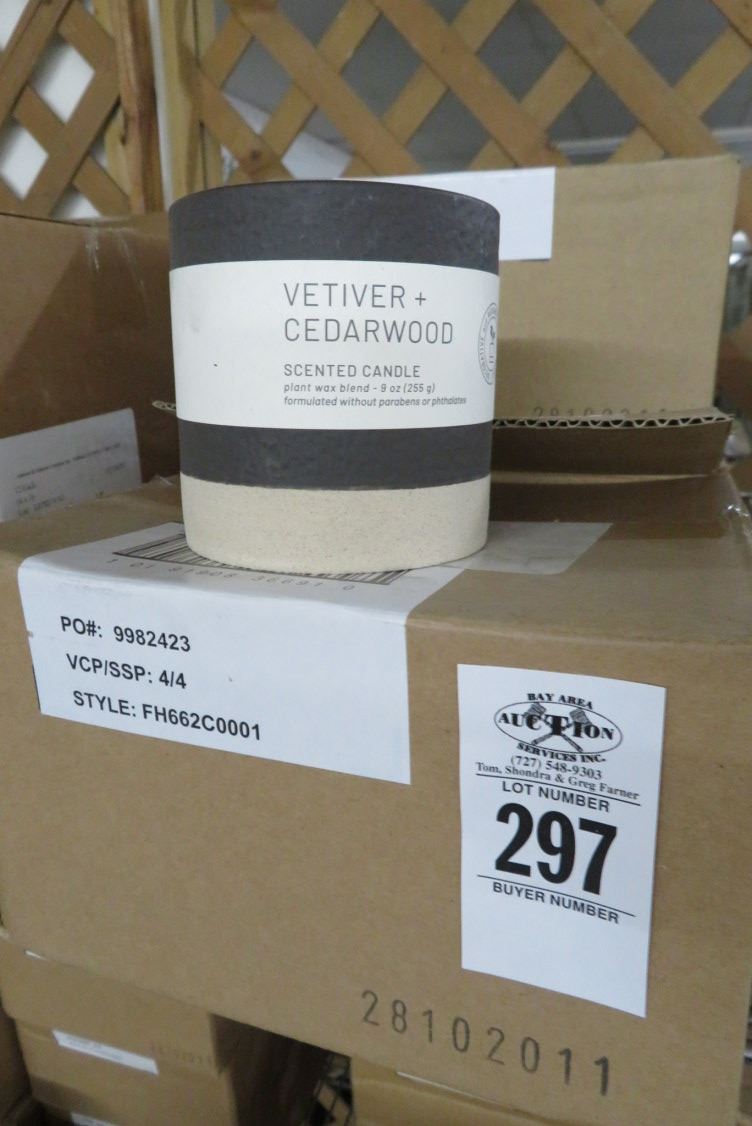 VETIVER +
CEDARWOOD
SCENTED CANDLE
plant wax blend - 9 oz (255 g)
formulated without parabens or phthalates
PO#: 9982423
VCP/SSP: 4/4
STYLE: FH662C0001
BAY AREA
AUCTION
SERVICES INC.
(727) 548-9303
Tom, Shondra & Greg Farner
LOT NUMBER
297
BUYER NUMBER
28102011
28102011